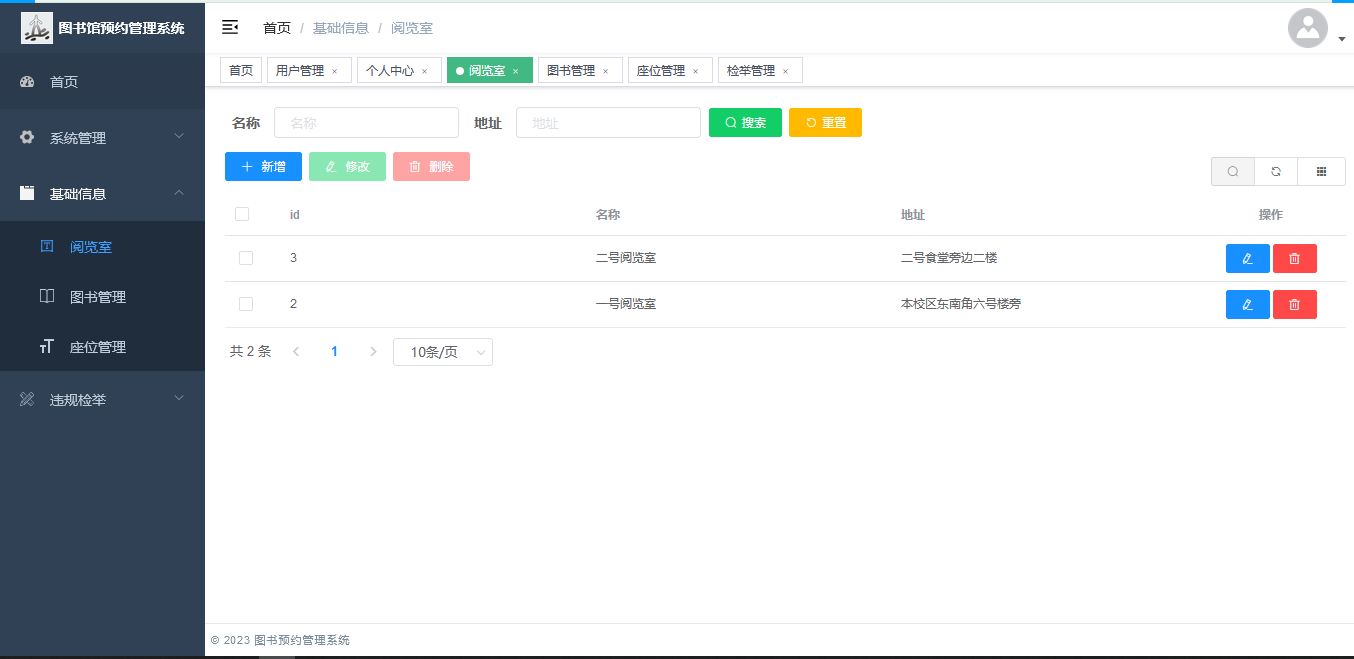 图书馆预约管理系统
首页 / 基础信息 / 阅览室
首页
系统管理
基础信息
阅览室
图书管理
座位管理
违规检举
首页 用户管理 × 个人中心 × 阅览室 × 图书管理 × 座位管理 × 检举管理 ×
名称 名称 地址 地址 搜索 重置
新增 修改 删除
id 名称 地址 操作
3 二号阅览室 二号食堂旁边二楼
2 一号阅览室 本校区东南角六号楼旁
共 2 条 1 10条/页
© 2023 图书预约管理系统